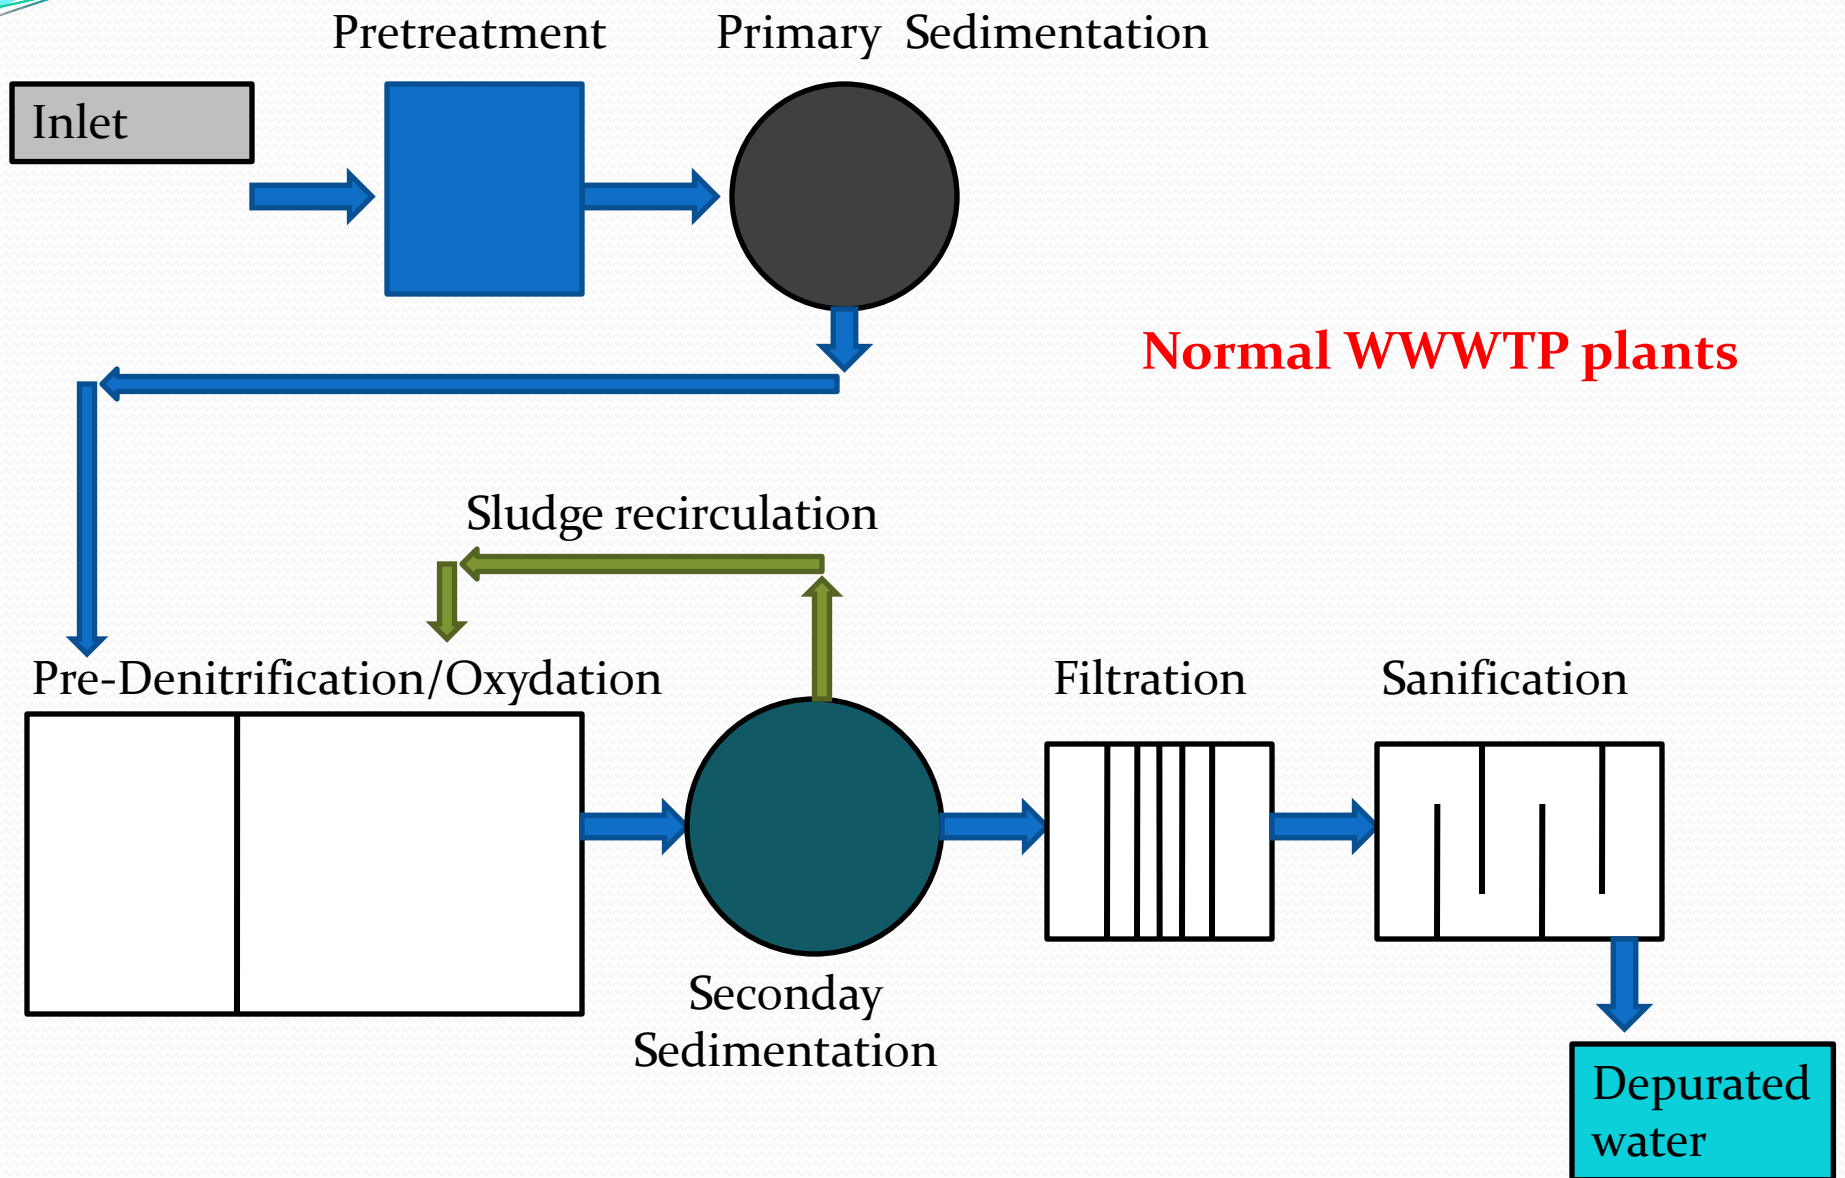 Pretreatment
Primary Sedimentation
Inlet
Normal WWWTP plants
Sludge recirculation
Pre-Denitrification/Oxydation
Filtration
Sanification
Seconday
Sedimentation
Depurated
water